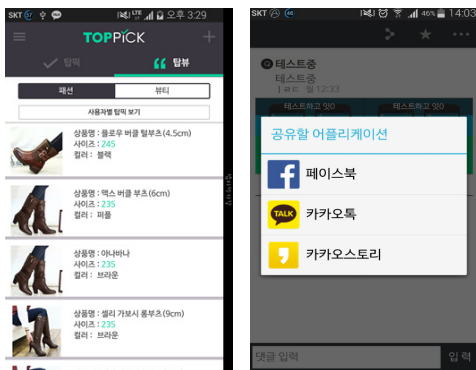 SKT 오후 3:29
TOPPICK
탑픽
탑뷰
패션
뷰티
사용자별 탑픽 보기
상품명 : 플로우 버클 털부츠(4.5cm)
사이즈 : 245
컬러 : 블랙
상품명 : 맥스 버클 부츠(6cm)
사이즈 : 235
컬러 : 퍼플
상품명 : 아나바나
사이즈 : 235
컬러 : 브라운
상품명 : 셀리 가보시 롱부츠(9cm)
사이즈 : 235
컬러 : 브라운
SKT 46% 14:03
테스트중
테스트중
월 12:33
공유할 어플리케이션
페이스북
TALK
카카오톡
카카오스토리
댓글 입력
입력